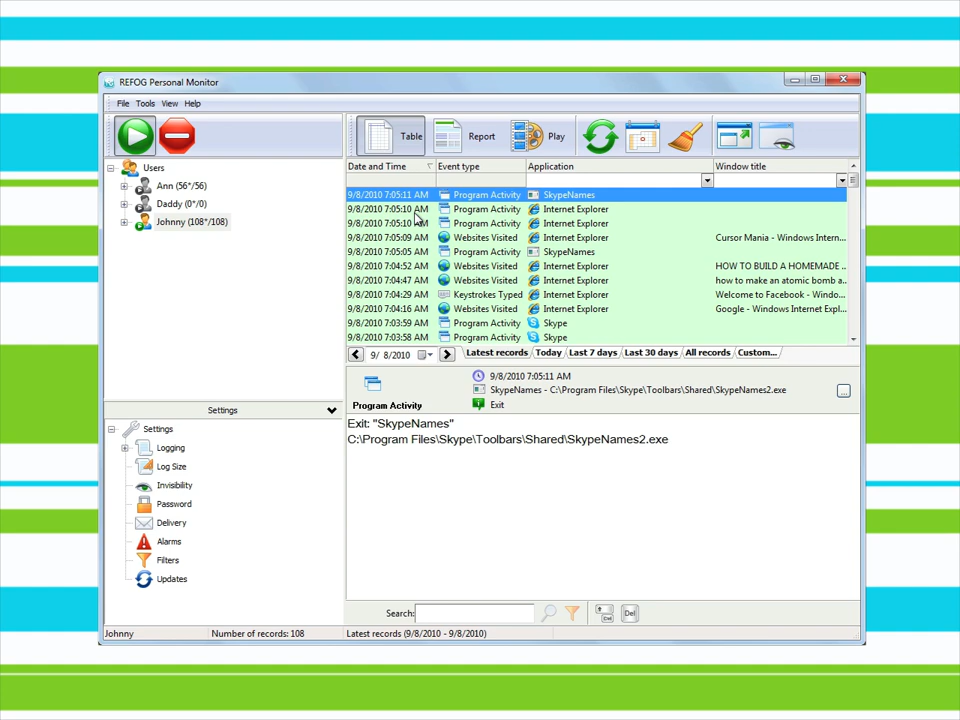 REFOG Personal Monitor
File Tools View Help
Table Report Play
Users
Ann (56*/56)
Daddy (0*/0)
Johnny (108*/108)
Date and Time Event type Application Window title
9/8/2010 7:05:11 AM Program Activity SkypeNames
9/8/2010 7:05:10 AM Program Activity Internet Explorer
9/8/2010 7:05:10 AM Program Activity Internet Explorer
9/8/2010 7:05:09 AM Websites Visited Internet Explorer Cursor Mania - Windows Intern...
9/8/2010 7:05:05 AM Program Activity SkypeNames
9/8/2010 7:04:52 AM Websites Visited Internet Explorer HOW TO BUILD A HOMEMADE ..
9/8/2010 7:04:47 AM Websites Visited Internet Explorer how to make an atomic bomb a..
9/8/2010 7:04:29 AM Keystrokes Typed Internet Explorer Welcome to Facebook - Windo...
9/8/2010 7:04:16 AM Websites Visited Internet Explorer Google - Windows Internet Expl...
9/8/2010 7:03:59 AM Program Activity Skype
9/8/2010 7:03:58 AM Program Activity Skype
9/ 8/2010 Latest records Today Last 7 days Last 30 days All records Custom...
Settings
Settings
Logging
Log Size
Invisibility
Password
Delivery
Alarms
Filters
Updates
Program Activity
9/8/2010 7:05:11 AM
SkypeNames - C:\Program Files\Skype\Toolbars\Shared\SkypeNames2.exe
...
Exit
Exit: "SkypeNames"
C:\Program Files\Skype\Toolbars\Shared\SkypeNames2.exe
Search: Del Del
Johnny Number of records: 108 Latest records (9/8/2010 - 9/8/2010)